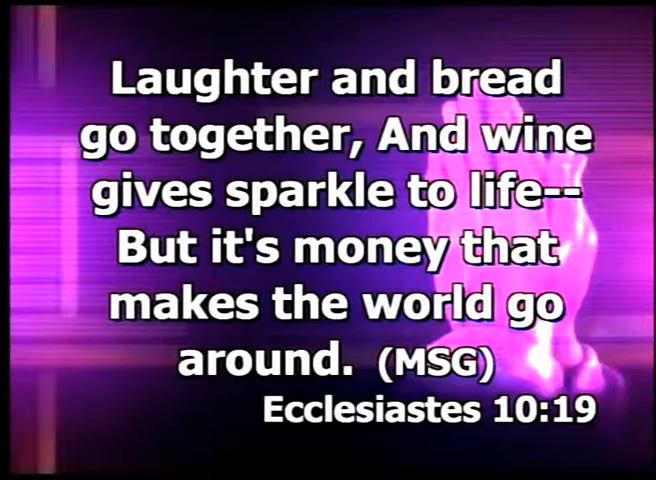 Laughter and bread
go together, And wine
gives sparkle to life--
But it's money that
makes the world go
around. (MSG)
Ecclesiastes 10:19